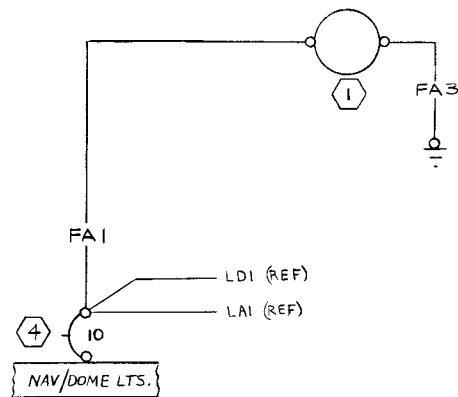 1
FA3
FA1
LD1 (REF)
LA1 (REF)
4
10
NAV/DOME LTS.